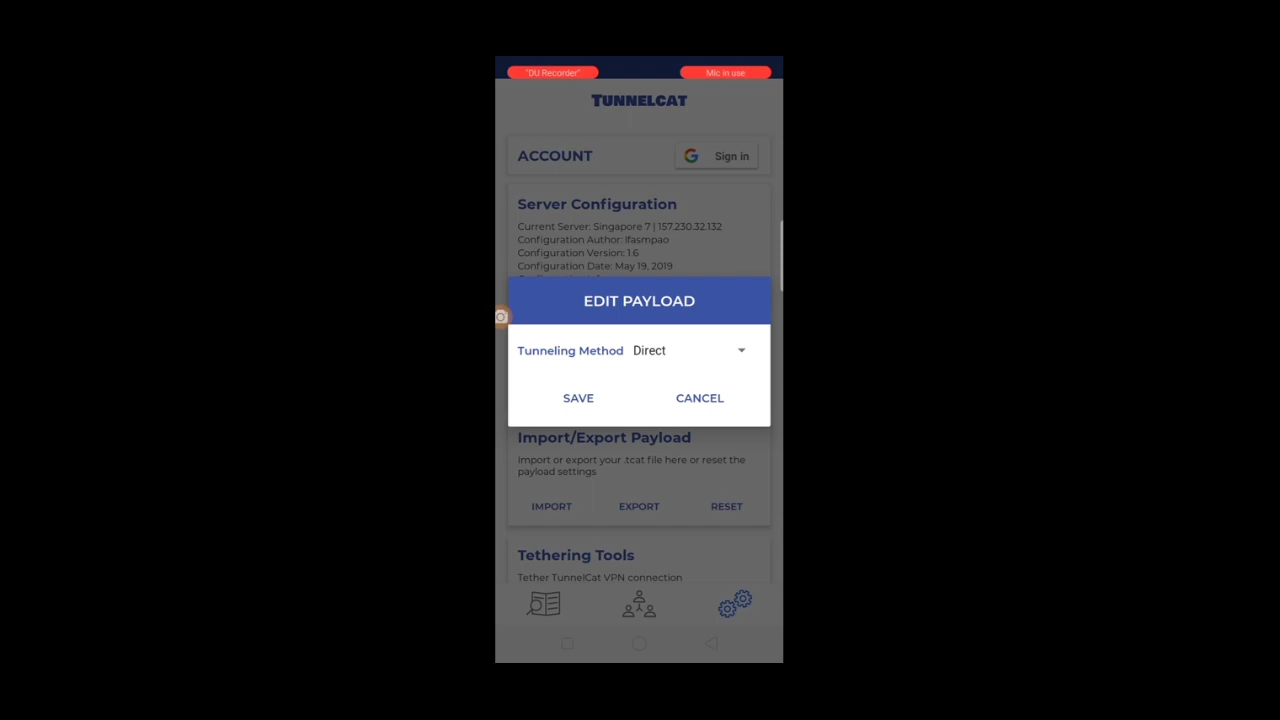 "DU Recorder"
Mic in use
TUNNELCAT
ACCOUNT
Sign in
Server Configuration
Current Server: Singapore 7 | 157.230.32.132
Configuration Author: lfasmpao
Configuration Version: 1.6
Configuration Date: May 19, 2019
EDIT PAYLOAD
Tunneling Method Direct
SAVE CANCEL
Import/Export Payload
Import or export your .tcat file here or reset the
payload settings
IMPORT EXPORT RESET
Tethering Tools
Tether TunnelCat VPN connection